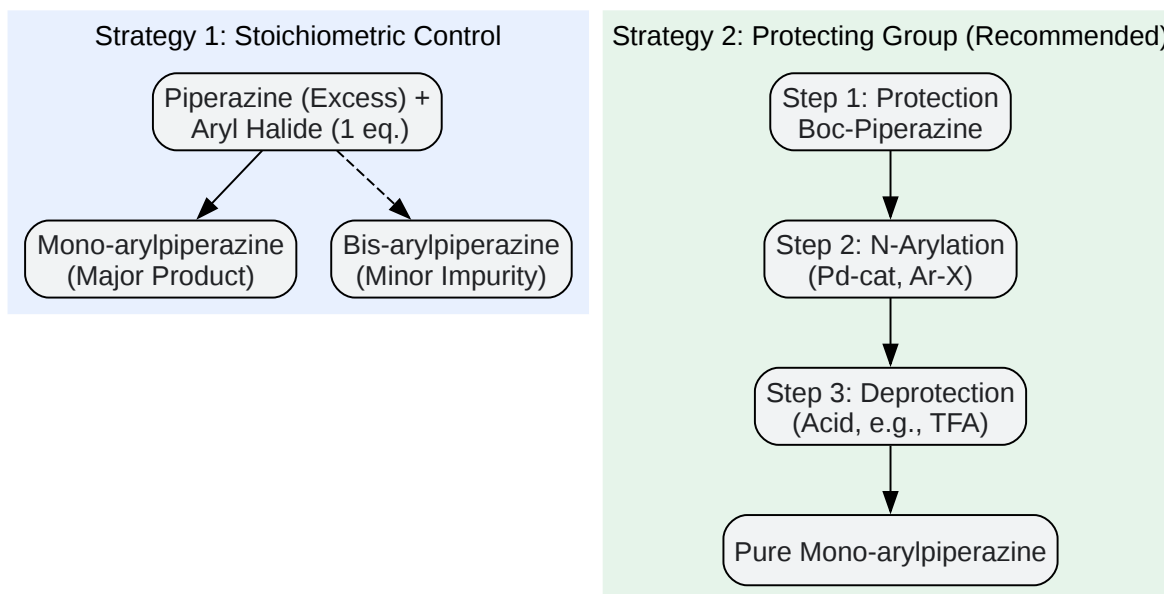 Strategy 1: Stoichiometric Control
Piperazine (Excess) +
Aryl Halide (1 eq.)
Mono-arylpiperazine
(Major Product)
Bis-arylpiperazine
(Minor Impurity)
Strategy 2: Protecting Group (Recommended)
Step 1: Protection
Boc-Piperazine
Step 2: N-Arylation
(Pd-cat, Ar-X)
Step 3: Deprotection
(Acid, e.g., TFA)
Pure Mono-arylpiperazine